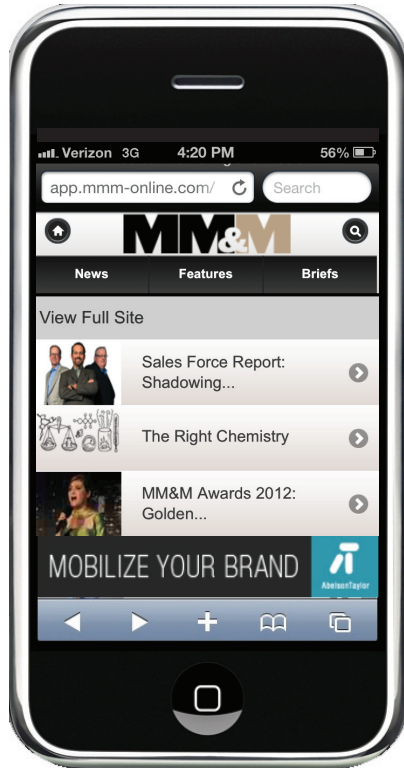 Verizon 3G 4:20 PM 56%
app.mmm-online.com/ Search
MM&M
News Features Briefs
View Full Site
Sales Force Report:
Shadowing...
The Right Chemistry
MM&M Awards 2012:
Golden...
MOBILIZE YOUR BRAND
AbelsonTaylor